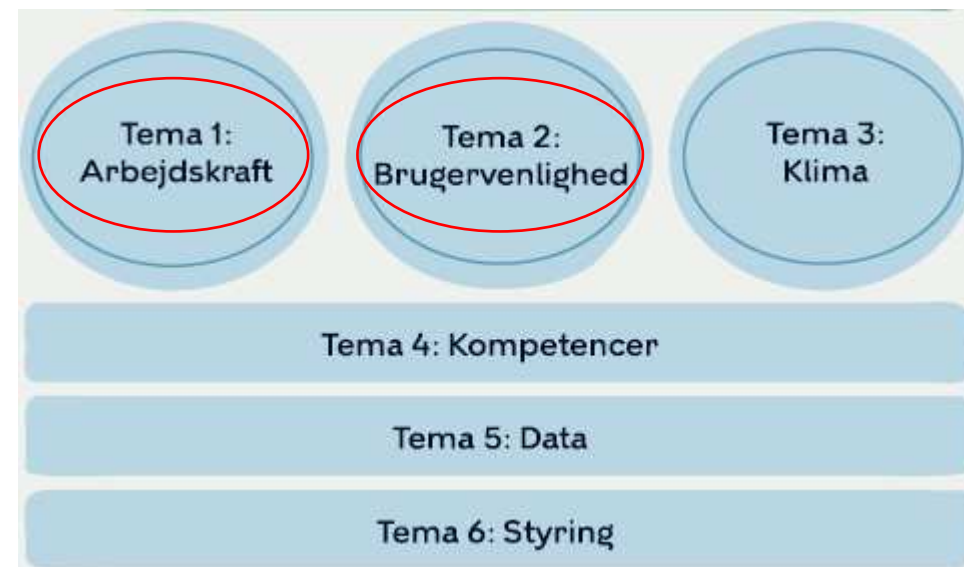 Tema 1:
Arbejdskraft
Tema 2:
Brugervenlighed
Tema 3:
Klima
Tema 4: Kompetencer
Tema 5: Data
Tema 6: Styring